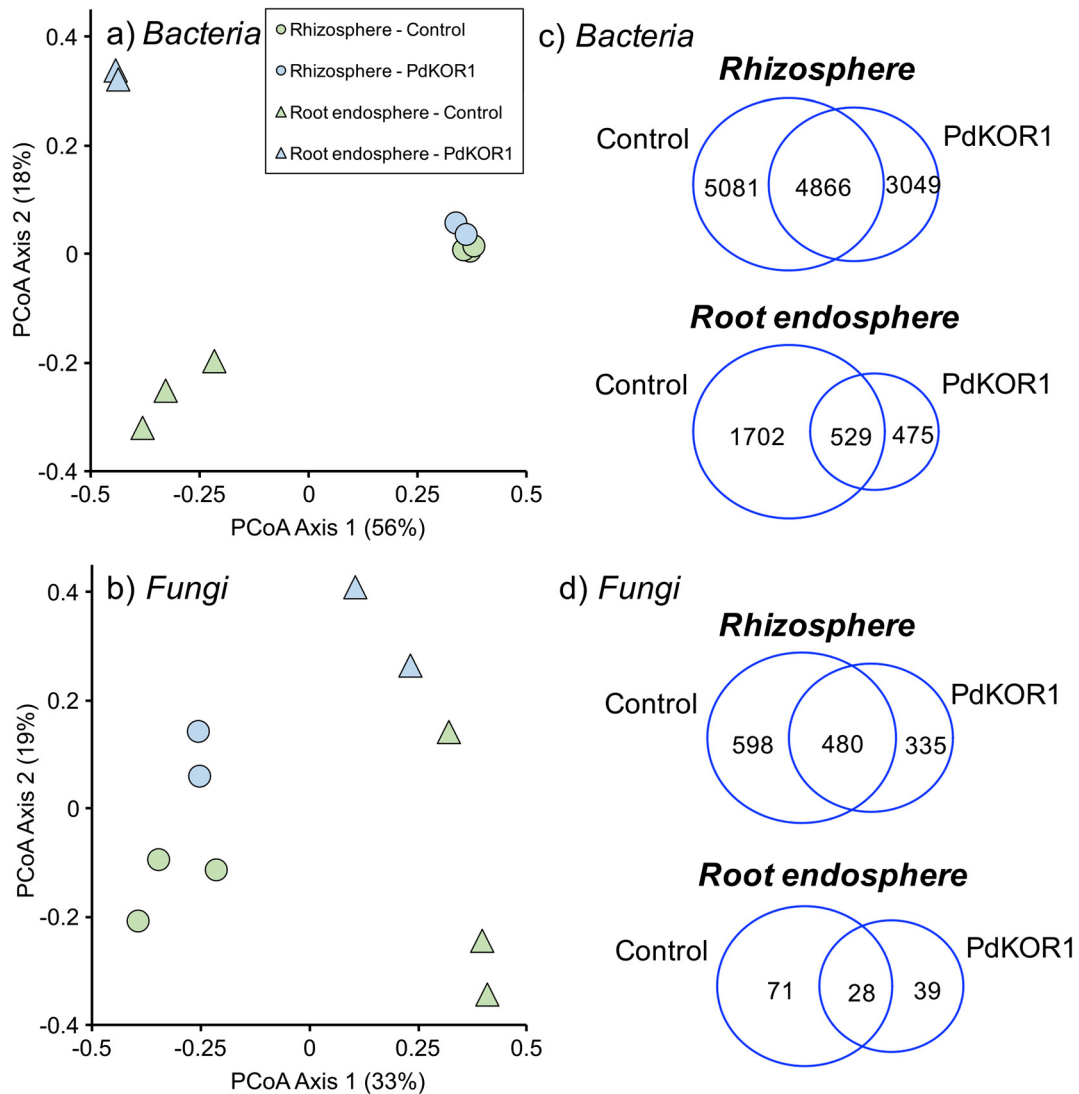 a) Bacteria
Rhizosphere - Control
Rhizosphere - PdKOR1
Root endosphere - Control
Root endosphere - PdKOR1
0.4
0.2
0
-0.2
-0.4
PCoA Axis 2 (18%)
-0.5
-0.25
0
0.25
0.5
PCoA Axis 1 (56%)
c) Bacteria
Rhizosphere
Control
PdKOR1
5081
4866
3049
Root endosphere
Control
PdKOR1
1702
529
475
b) Fungi
0.4
0.2
0
-0.2
-0.4
PCoA Axis 2 (19%)
-0.5
-0.25
0
0.25
0.5
PCoA Axis 1 (33%)
d) Fungi
Rhizosphere
Control
PdKOR1
598
480
335
Root endosphere
Control
PdKOR1
71
28
39